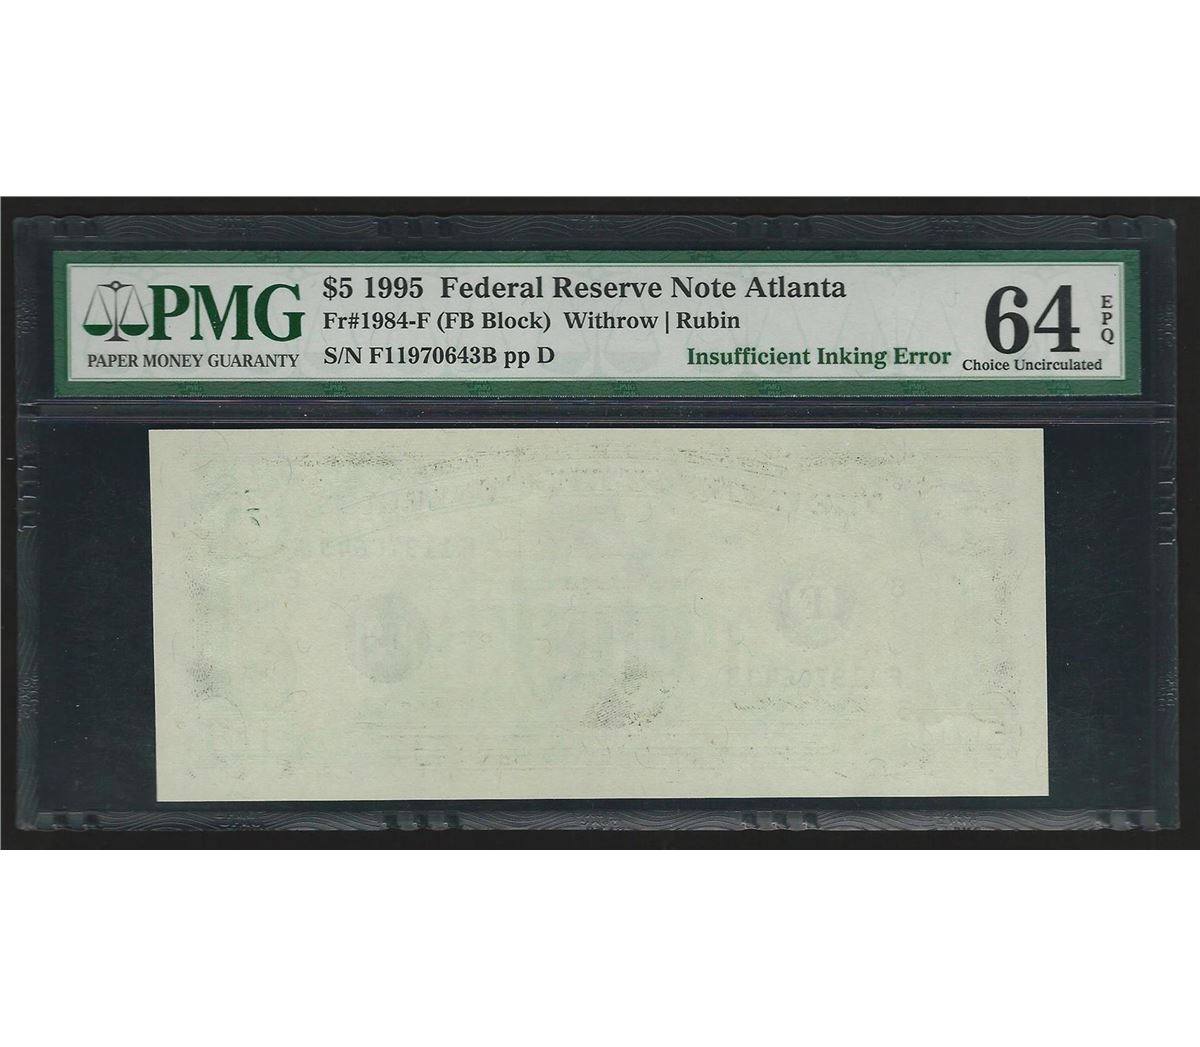 PMG
PAPER MONEY GUARANTY
$5 1995 Federal Reserve Note Atlanta
Fr#1984-F (FB Block) Withrow | Rubin
S/N F11970643B pp D
Insufficient Inking Error
64
EPQ
Choice Uncirculated